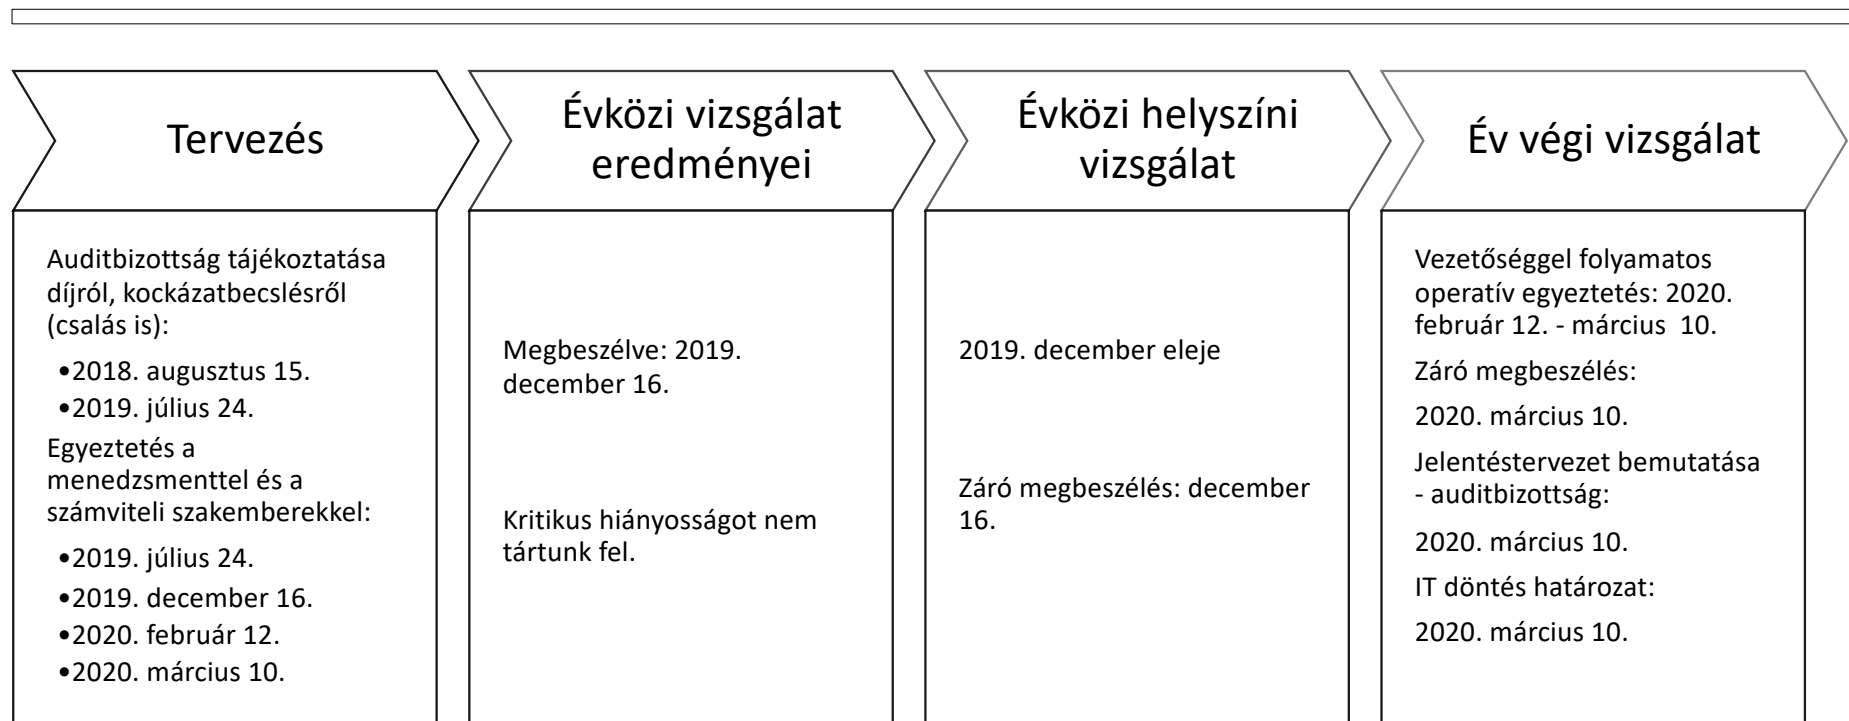 Tervezés
Auditbizottság tájékoztatása
díjról, kockázatbecslésről
(csalás is):
•2018. augusztus 15.
•2019. július 24.
Egyeztetés a
menedzsmenttel és a
számviteli szakemberekkel:
•2019. július 24.
•2019. december 16.
•2020. február 12.
•2020. március 10.
Évközi vizsgálat
eredményei
Megbeszélve: 2019.
december 16.
Kritikus hiányosságot nem
tártunk fel.
Évközi helyszíni
vizsgálat
2019. december eleje
Záró megbeszélés: december
16.
Év végi vizsgálat
Vezetőséggel folyamatos
operatív egyeztetés: 2020.
február 12. - március 10.
Záró megbeszélés:
2020. március 10.
Jelentéstervezet bemutatása
- auditbizottság:
2020. március 10.
IT döntés határozat:
2020. március 10.